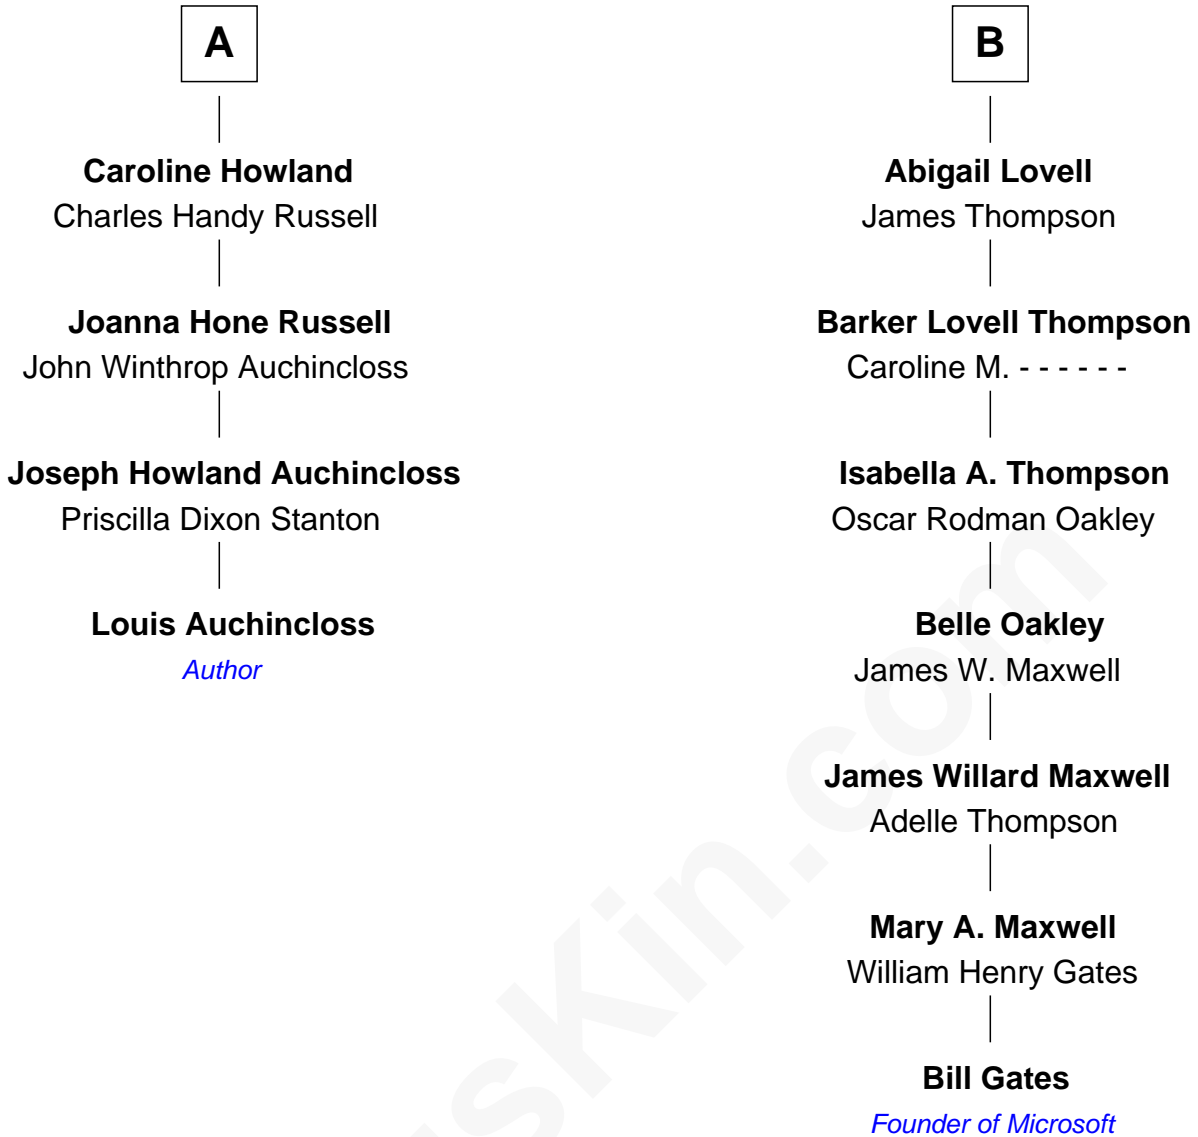 A
Caroline Howland
Charles Handy Russell
Joanna Hone Russell
John Winthrop Auchincloss
Joseph Howland Auchincloss
Priscilla Dixon Stanton
Louis Auchincloss
Author
B
Abigail Lovell
James Thompson
Barker Lovell Thompson
Caroline M. - - - - - -
Isabella A. Thompson
Oscar Rodman Oakley
Belle Oakley
James W. Maxwell
James Willard Maxwell
Adelle Thompson
Mary A. Maxwell
William Henry Gates
Bill Gates
Founder of Microsoft
usKin.com